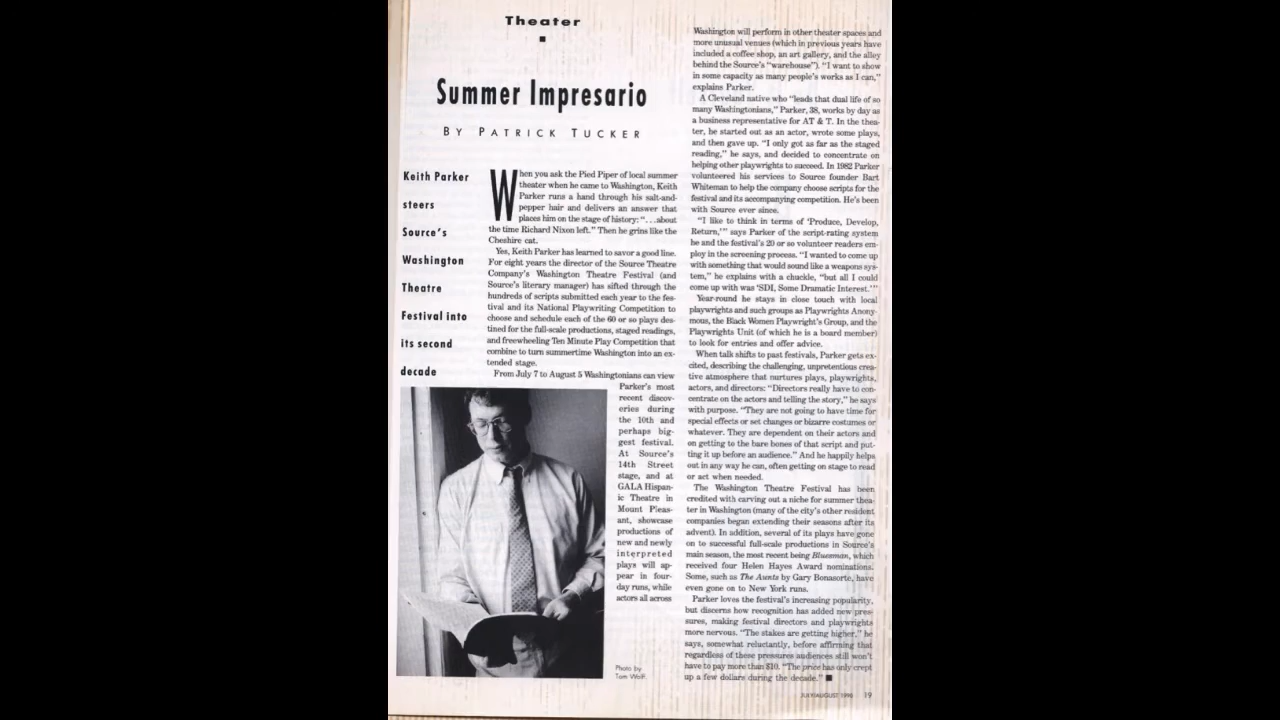 Theater
Summer Impresario
BY PATRICK TUCKER
Keith Parker
steers
Source's
Washington
Theatre
Festival into
its second
decade
When you ask the Pied Piper of local summer
theater when he came to Washington, Keith
Parker runs a hand through his salt-and-
pepper hair and delivers an answer that
places him on the stage of history: "...about
the time Richard Nixon left." Then he grins like the
Cheshire cat.
Yes, Keith Parker has learned to savor a good line.
For eight years the director of the Source Theatre
Company's Washington Theatre Festival (and
Source's literary manager) has sifted through the
hundreds of scripts submitted each year to the fes-
tival and its National Playwriting Competition to
choose and schedule each of the 60 or so plays des-
tined for the full-scale productions, staged readings,
and freewheeling Ten Minute Play Competition that
combine to turn summertime Washington into an ex-
tended stage.
From July 7 to August 5 Washingtonians can view
Parker's most
recent discov-
eries during
the 10th and
perhaps big-
gest festival.
At Source's
14th Street
stage, and at
GALA Hispan-
ic Theatre in
Mount Pleas-
ant, showcase
productions of
new and newly
interpreted
plays will ap-
pear in four-
day runs, while
actors all across
Photo by
Tom Wolff.
Washington will perform in other theater spaces and
more unusual venues (which in previous years have
included a coffee shop, an art gallery, and the alley
behind the Source's "warehouse"). "I want to show
in some capacity as many people's works as I can,"
explains Parker.
A Cleveland native who "leads that dual life of so
many Washingtonians," Parker, 38, works by day as
a business representative for AT & T. In the thea-
ter, he started out as an actor, wrote some plays,
and then gave up. "I only got as far as the staged
reading," he says, and decided to concentrate on
helping other playwrights to succeed. In 1982 Parker
volunteered his services to Source founder Bart
Whiteman to help the company choose scripts for the
festival and its accompanying competition. He's been
with Source ever since.
"I like to think in terms of 'Produce, Develop,
Return,'" says Parker of the script-rating system
he and the festival's 20 or so volunteer readers em-
ploy in the screening process. "I wanted to come up
with something that would sound like a weapons sys-
tem," he explains with a chuckle, "but all I could
come up with was 'SDI, Some Dramatic Interest.'"
Year-round he stays in close touch with local
playwrights and such groups as Playwrights Anony-
mous, the Black Women Playwright's Group, and the
Playwrights Unit (of which he is a board member)
to look for entries and offer advice.
When talk shifts to past festivals, Parker gets ex-
cited, describing the challenging, unpretentious crea-
tive atmosphere that nurtures plays, playwrights,
actors, and directors: "Directors really have to con-
centrate on the actors and telling the story," he says
with purpose. "They are not going to have time for
special effects or set changes or bizarre costumes or
whatever. They are dependent on their actors and
on getting to the bare bones of that script and put-
ting it up before an audience." And he happily helps
out in any way he can, often getting on stage to read
or act when needed.
The Washington Theatre Festival has been
credited with carving out a niche for summer thea-
ter in Washington (many of the city's other resident
companies began extending their seasons after its
advent). In addition, several of its plays have gone
on to successful full-scale productions in Source's
main season, the most recent being Bluesman, which
received four Helen Hayes Award nominations.
Some, such as The Aunts by Gary Bonasorte, have
even gone on to New York runs.
Parker loves the festival's increasing popularity,
but discerns how recognition has added new pres-
sures, making festival directors and playwrights
more nervous. "The stakes are getting higher," he
says, somewhat reluctantly, before affirming that
regardless of these pressures audiences still won't
have to pay more than $10. "The price has only crept
up a few dollars during the decade."
JULY/AUGUST 1990 19